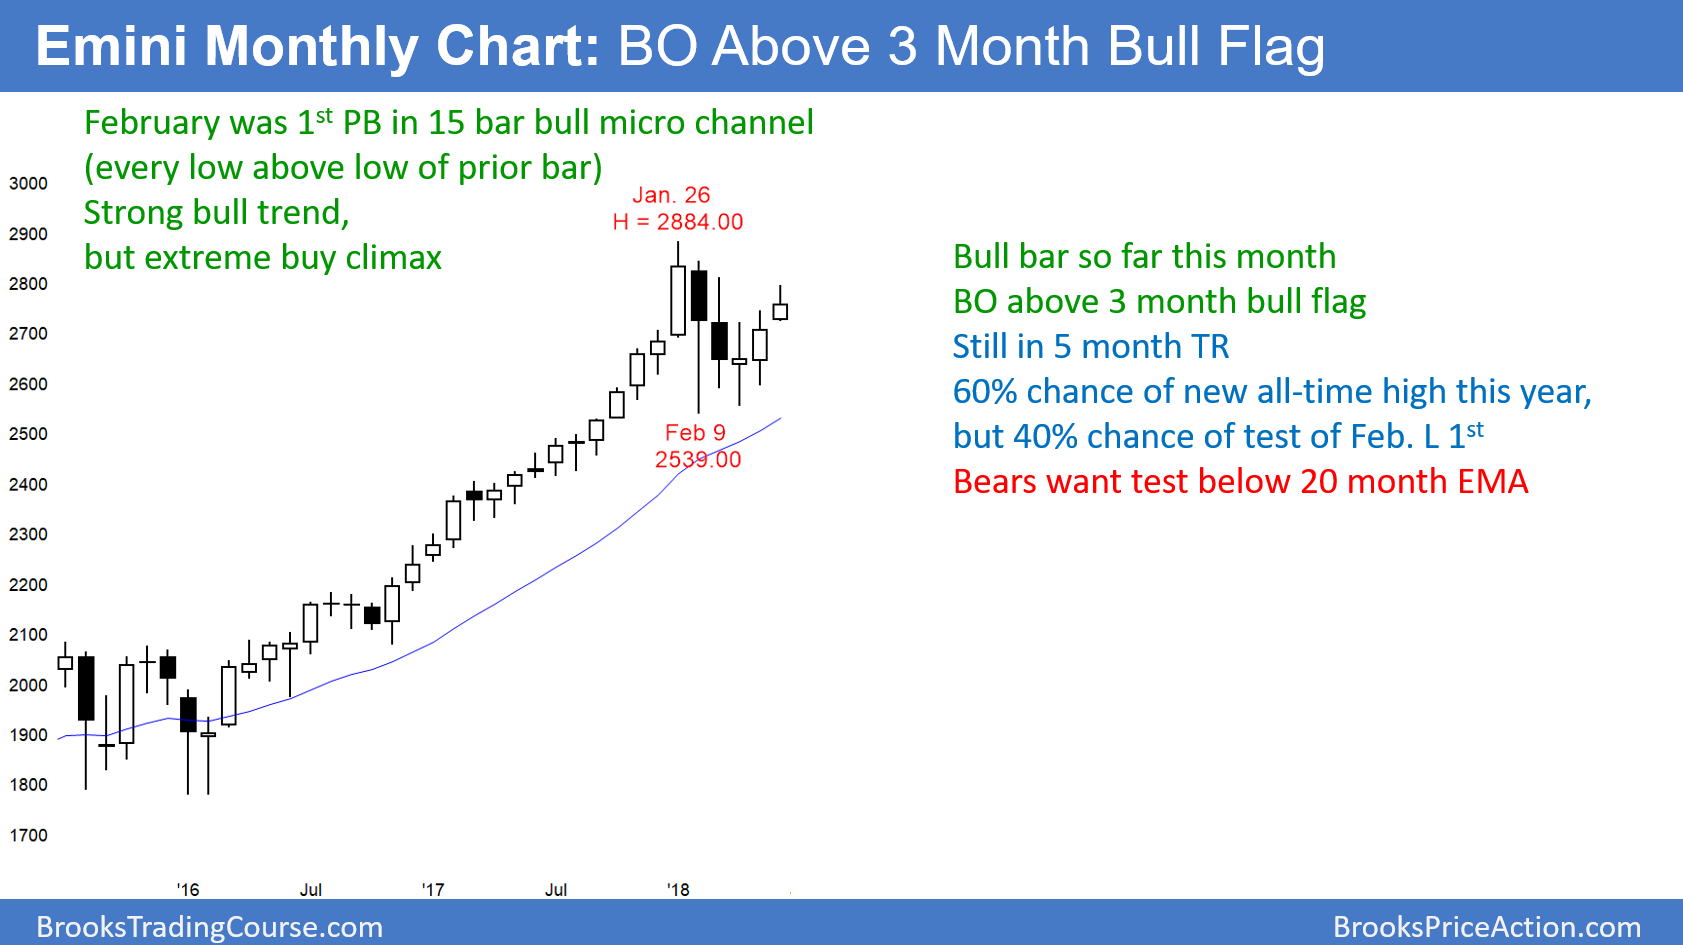 Emini Monthly Chart: BO Above 3 Month Bull Flag
February was 1st PB in 15 bar bull micro channel
(every low above low of prior bar)
Strong bull trend,
but extreme buy climax
Jan. 26
H = 2884.00
Feb 9
2539.00
Bull bar so far this month
BO above 3 month bull flag
Still in 5 month TR
60% chance of new all-time high this year,
but 40% chance of test of Feb. L 1st
Bears want test below 20 month EMA
3000
2900
2800
2700
2600
2500
2400
2300
2200
2100
2000
1900
1800
1700
'16 Jul '17 Jul '18
BrooksTradingCourse.com
BrooksPriceAction.com